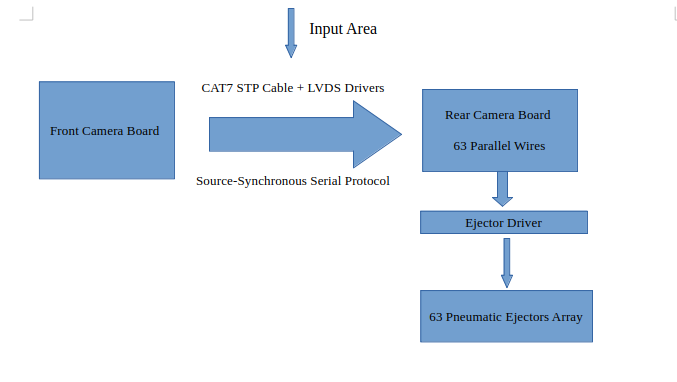 Input Area
CAT7 STP Cable + LVDS Drivers
Front Camera Board
Rear Camera Board
63 Parallel Wires
Source-Synchronous Serial Protocol
Ejector Driver
63 Pneumatic Ejectors Array